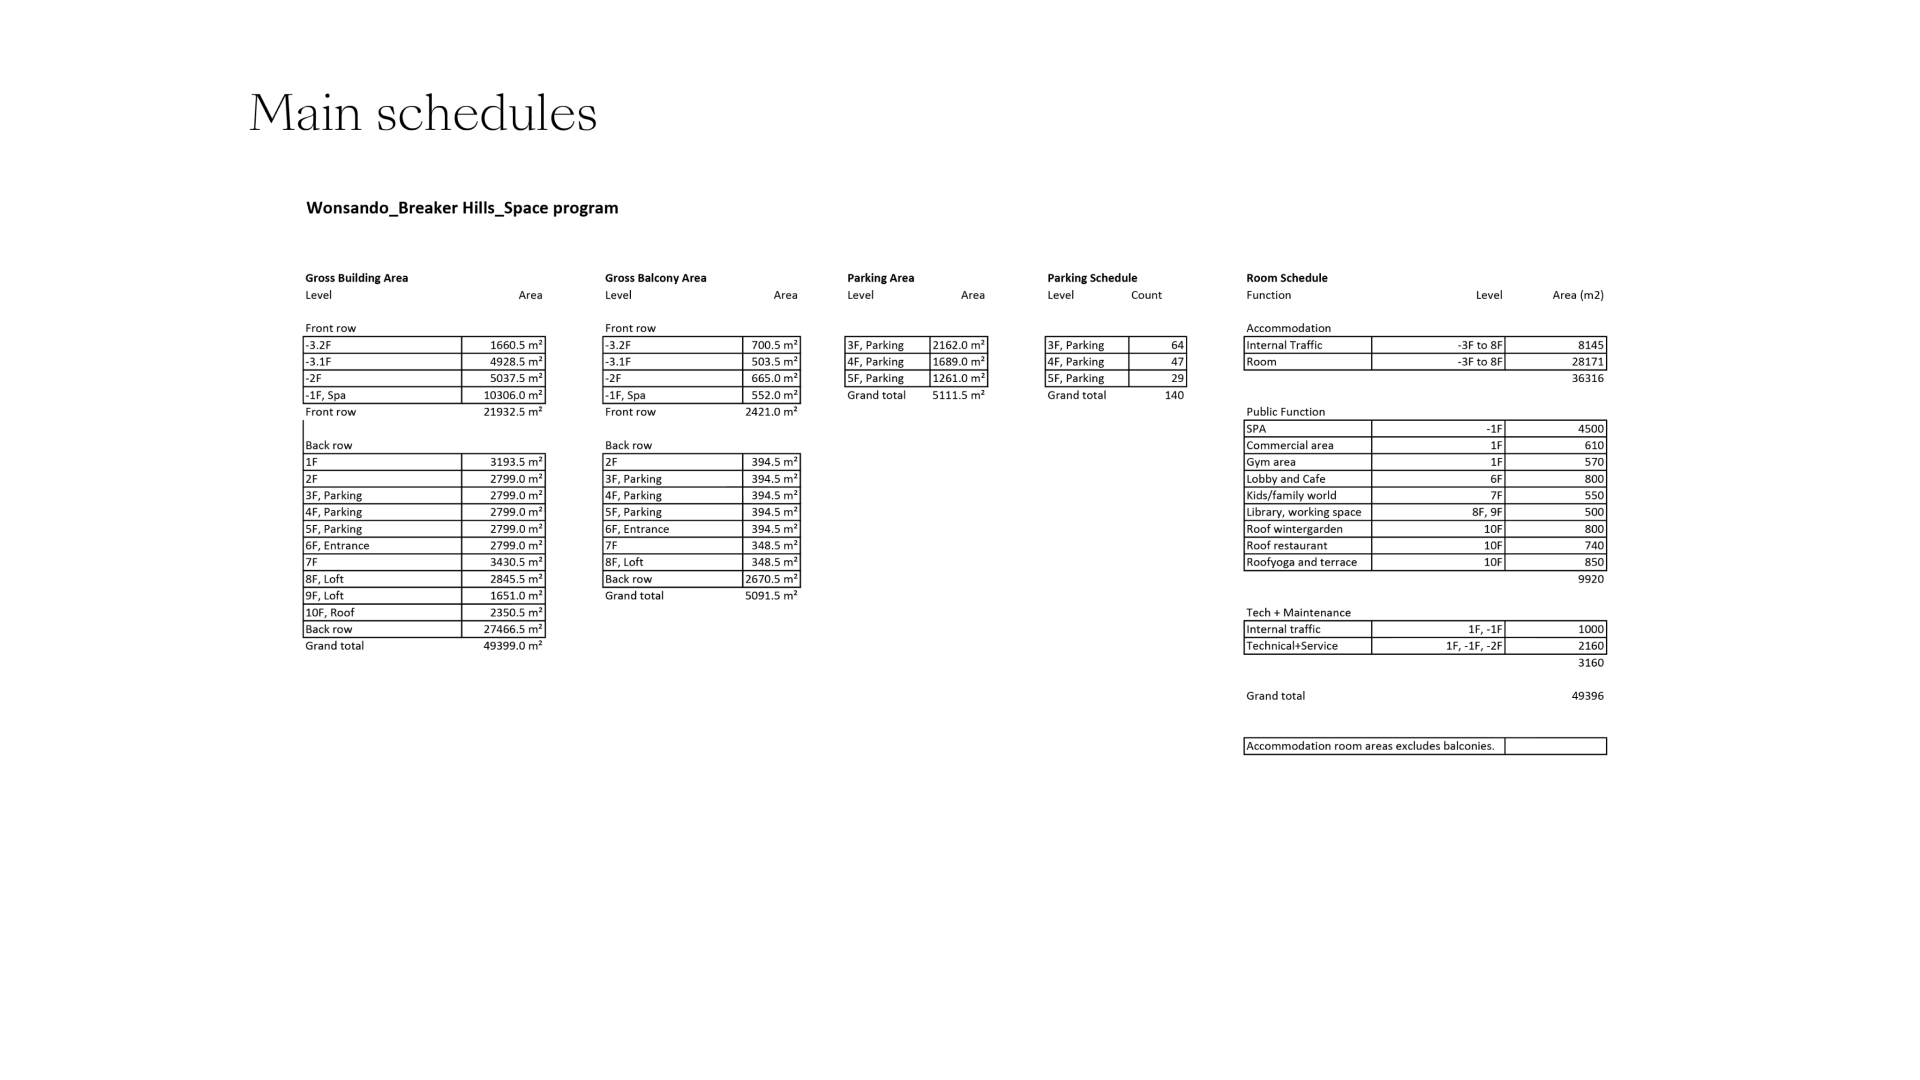 Main schedules
Wonsando_Breaker Hills_Space program
Gross Building Area
Level Area
Front row
-3.2F 1660.5 m²
-3.1F 4928.5 m²
-2F 5037.5 m²
-1F, Spa 10306.0 m²
Front row 21932.5 m²
Back row
1F 3193.5 m²
2F 2799.0 m²
3F, Parking 2799.0 m²
4F, Parking 2799.0 m²
5F, Parking 2799.0 m²
6F, Entrance 2799.0 m²
7F 3430.5 m²
8F, Loft 2845.5 m²
9F, Loft 1651.0 m²
10F, Roof 2350.5 m²
Back row 27466.5 m²
Grand total 49399.0 m²
Gross Balcony Area
Level Area
Front row
-3.2F 700.5 m²
-3.1F 503.5 m²
-2F 665.0 m²
-1F, Spa 552.0 m²
Front row 2421.0 m²
Back row
2F 394.5 m²
3F, Parking 394.5 m²
4F, Parking 394.5 m²
5F, Parking 394.5 m²
6F, Entrance 394.5 m²
7F 348.5 m²
8F, Loft 348.5 m²
Back row 2670.5 m²
Grand total 5091.5 m²
Parking Area
Level Area
3F, Parking 2162.0 m²
4F, Parking 1689.0 m²
5F, Parking 1261.0 m²
Grand total 5111.5 m²
Parking Schedule
Level Count
3F, Parking 64
4F, Parking 47
5F, Parking 29
Grand total 140
Room Schedule
Function Level Area (m2)
Accommodation
Internal Traffic -3F to 8F 8145
Room -3F to 8F 28171
36316
Public Function
SPA -1F 4500
Commercial area 1F 610
Gym area 1F 570
Lobby and Cafe 6F 800
Kids/family world 7F 550
Library, working space 8F, 9F 500
Roof wintergarden 10F 800
Roof restaurant 10F 740
Roofyoga and terrace 10F 850
9920
Tech + Maintenance
Internal traffic 1F, -1F 1000
Technical+Service 1F, -1F, -2F 2160
3160
Grand total 49396
Accommodation room areas excludes balconies.